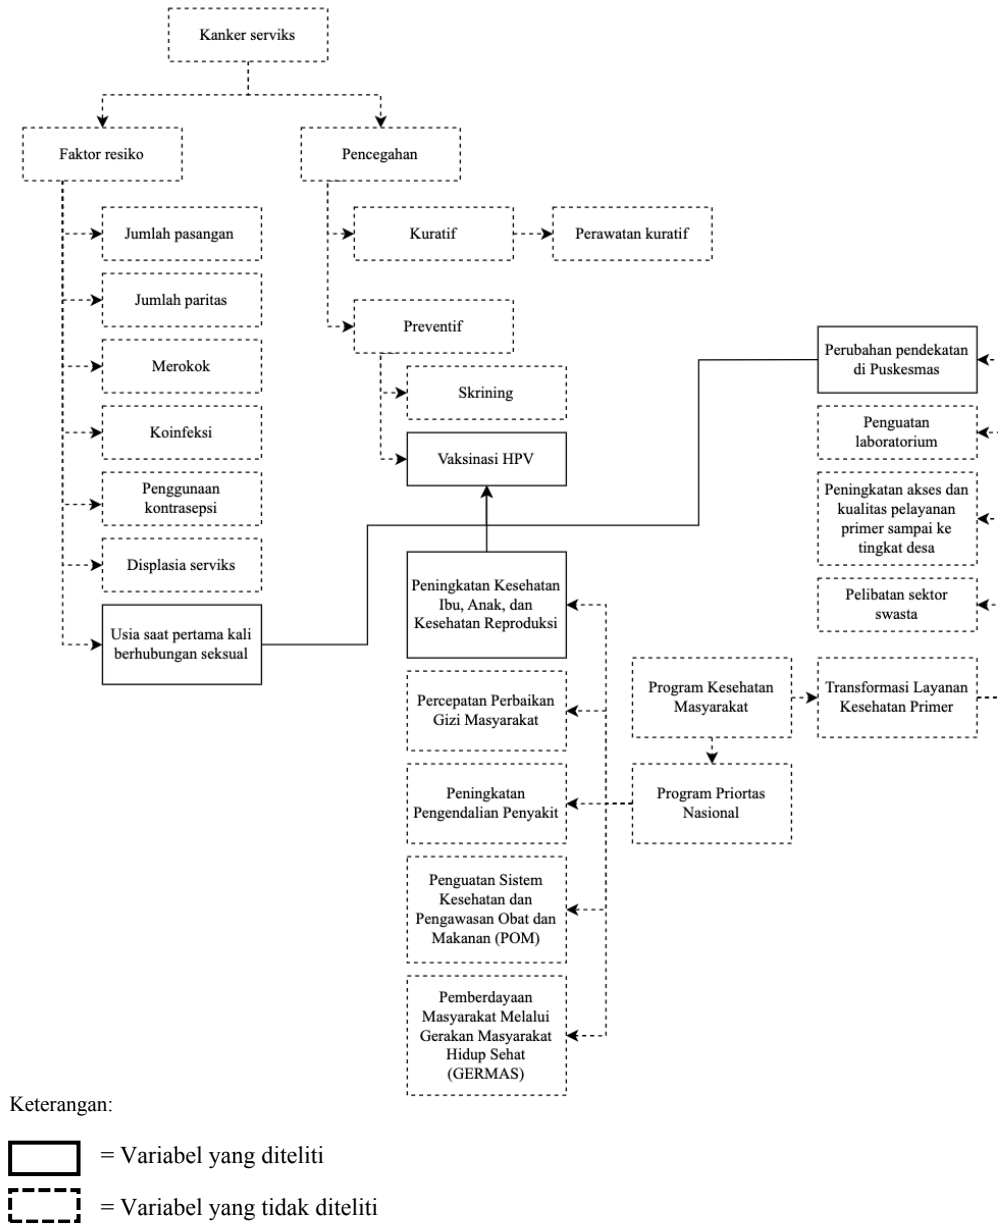 Kanker serviks
Faktor resiko
Pencegahan
Jumlah pasangan
Kuratif
Perawatan kuratif
Jumlah paritas
Preventif
Merokok
Skrining
Koinfeksi
Vaksinasi HPV
Penggunaan
kontrasepsi
Displasia serviks
Usia saat pertama kali
berhubungan seksual
Perubahan pendekatan
di Puskesmas
Penguatan
laboratorium
Peningkatan akses dan
kualitas pelayanan
primer sampai ke
tingkat desa
Pelibatan sektor
swasta
Peningkatan Kesehatan
Ibu, Anak, dan
Kesehatan Reproduksi
Percepatan Perbaikan
Gizi Masyarakat
Program Kesehatan
Masyarakat
Transformasi Layanan
Kesehatan Primer
Peningkatan
Pengendalian Penyakit
Program Priortas
Nasional
Penguatan Sistem
Kesehatan dan
Pengawasan Obat dan
Makanan (POM)
Pemberdayaan
Masyarakat Melalui
Gerakan Masyarakat
Hidup Sehat
(GERMAS)
Keterangan:
= Variabel yang diteliti
= Variabel yang tidak diteliti